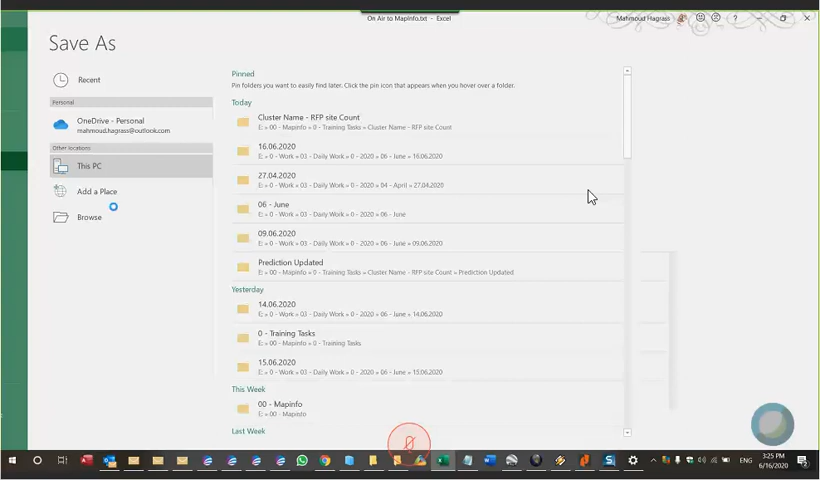 On Air to MapInfo.txt - Excel
Mahmoud Hagrass
Save As
Recent
Personal
OneDrive - Personal
mahmoud.hagrass@outlook.com
Other locations
This PC
Add a Place
Browse
Pinned
Pin folders you want to easily find later. Click the pin icon that appears when you hover over a folder.
Today
Cluster Name - RFP site Count
E: » 00 - Mapinfo » 0 - Training Tasks » Cluster Name - RFP site Count
16.06.2020
E: » 0 - Work » 03 - Daily Work » 0 - 2020 » 06 - June » 16.06.2020
27.04.2020
E: » 0 - Work » 03 - Daily Work » 0 - 2020 » 04 - April » 27.04.2020
06 - June
E: » 0 - Work » 03 - Daily Work » 0 - 2020 » 06 - June
09.06.2020
E: » 0 - Work » 03 - Daily Work » 0 - 2020 » 06 - June » 09.06.2020
Prediction Updated
E: » 00 - Mapinfo » 0 - Training Tasks » Cluster Name - RFP site Count » Prediction Updated
Yesterday
14.06.2020
E: » 0 - Work » 03 - Daily Work » 0 - 2020 » 06 - June » 14.06.2020
0 - Training Tasks
E: » 00 - Mapinfo » 0 - Training Tasks
15.06.2020
E: » 0 - Work » 03 - Daily Work » 0 - 2020 » 06 - June » 15.06.2020
This Week
00 - Mapinfo
E: » 00 - Mapinfo
Last Week
ENG
3:25 PM
6/16/2020